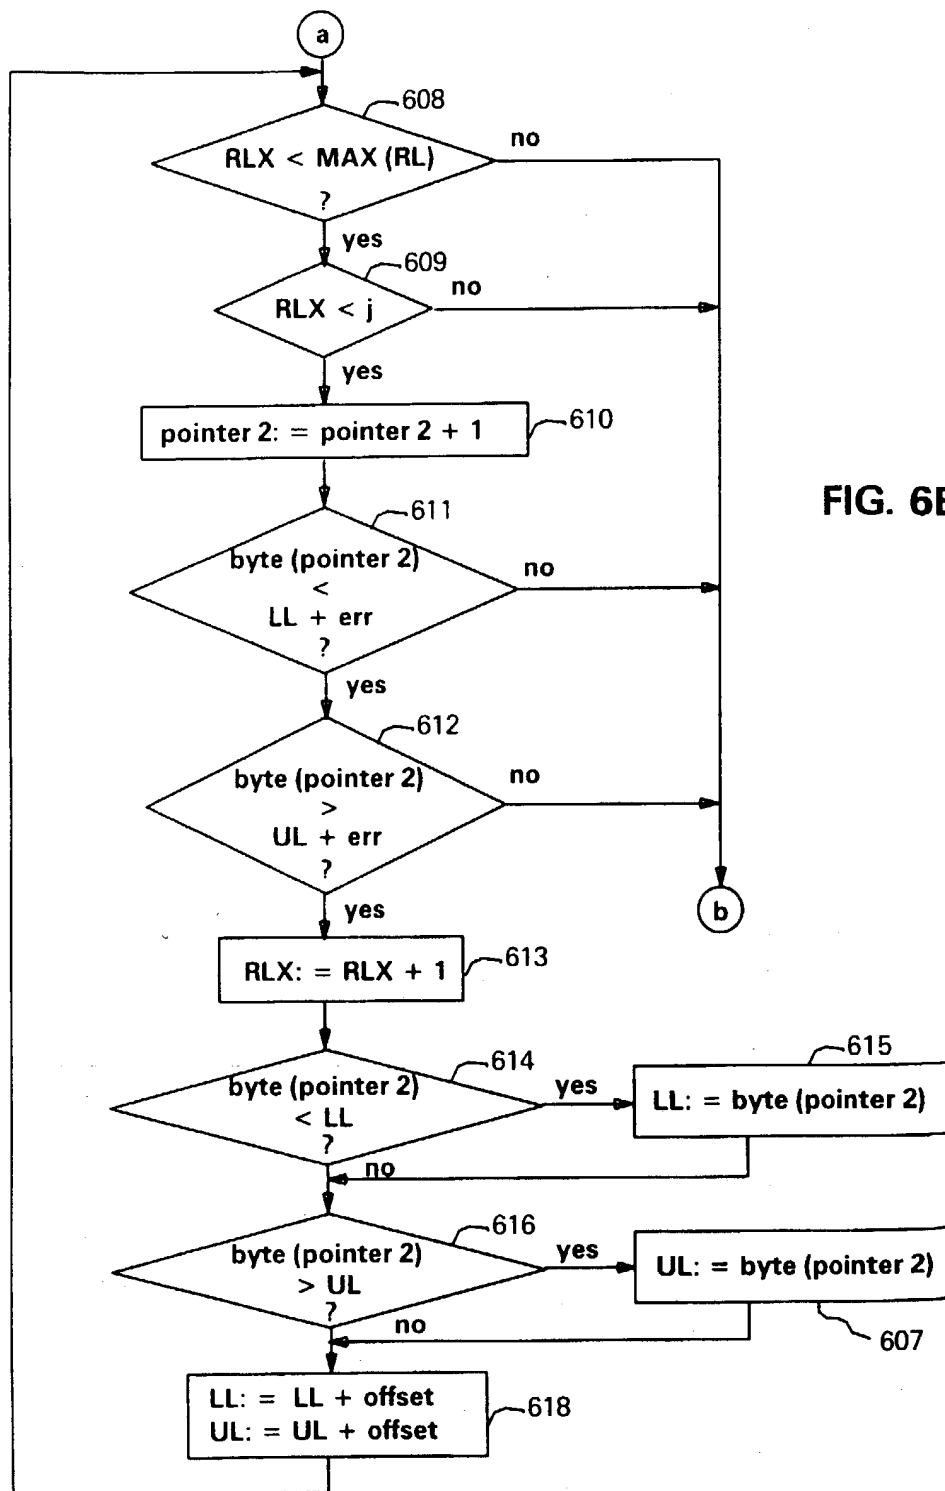 a
608
RLX < MAX (RL)
?
no
yes
609
RLX < j
no
yes
pointer 2: = pointer 2 + 1
610
FIG. 6B
611
byte (pointer 2)
<
LL + err
?
no
yes
612
byte (pointer 2)
>
UL + err
?
no
yes
b
RLX: = RLX + 1
613
614
byte (pointer 2)
< LL
?
yes
615
LL: = byte (pointer 2)
no
616
byte (pointer 2)
> UL
?
yes
UL: = byte (pointer 2)
607
no
LL: = LL + offset
UL: = UL + offset
618